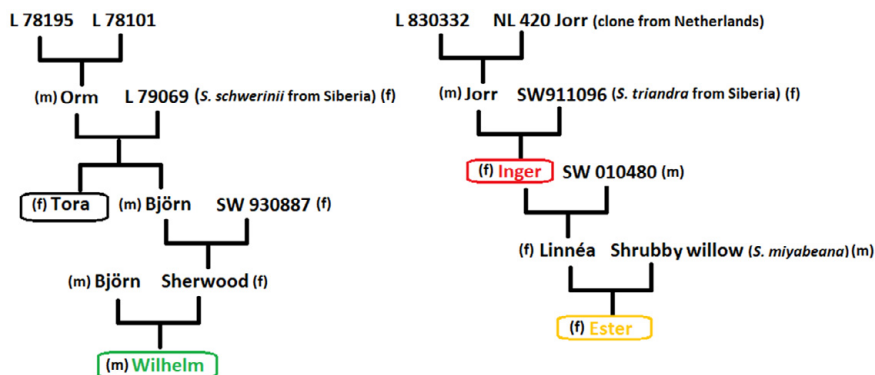 L 78195 L 78101
L 830332 NL 420 Jorr (clone from Netherlands)
(m) Orm L 79069 (S. schwerinii from Siberia) (f)
(m) Jorr SW911096 (S. triandra from Siberia) (f)
(f) Inger SW 010480 (m)
(f) Tora (m) Björn SW 930887 (f)
(f) Linnéa Shrubby willow (S. miyabeana) (m)
(m) Björn Sherwood (f)
(f) Ester
(m) Wilhelm